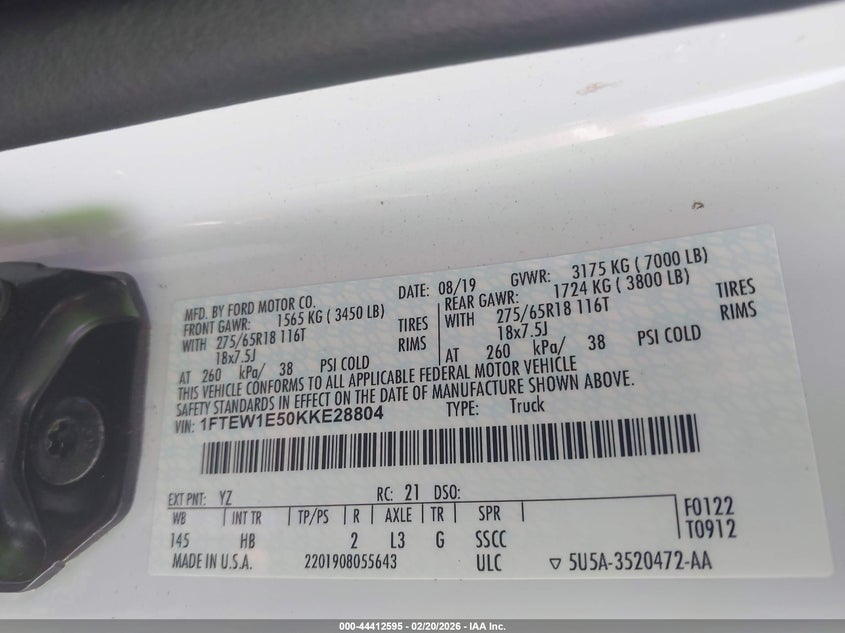 MFD. BY FORD MOTOR CO. DATE: 08/19 GVWR: 3175 KG ( 7000 LB)
FRONT GAWR: 1565 KG ( 3450 LB) REAR GAWR: 1724 KG ( 3800 LB)
WITH 275/65R18 116T TIRES WITH 275/65R18 116T TIRES
18x7.5J RIMS 18x7.5J RIMS
AT 260 kPa/ 38 PSI COLD AT 260 kPa/ 38 PSI COLD
THIS VEHICLE CONFORMS TO ALL APPLICABLE FEDERAL MOTOR VEHICLE
SAFETY STANDARDS IN EFFECT ON THE DATE OF MANUFACTURE SHOWN ABOVE.
VIN: 1FTEW1E50KKE28804 TYPE: Truck
EXT PNT: YZ RC: 21 DSO:
WB INT TR TP/PS R AXLE TR SPR F0122
145 HB 2 L3 G SSCC T0912
MADE IN U.S.A. 2201908055643 ULC ▽ 5U5A-3520472-AA
000-44412595 - 02/20/2026 - IAA Inc.